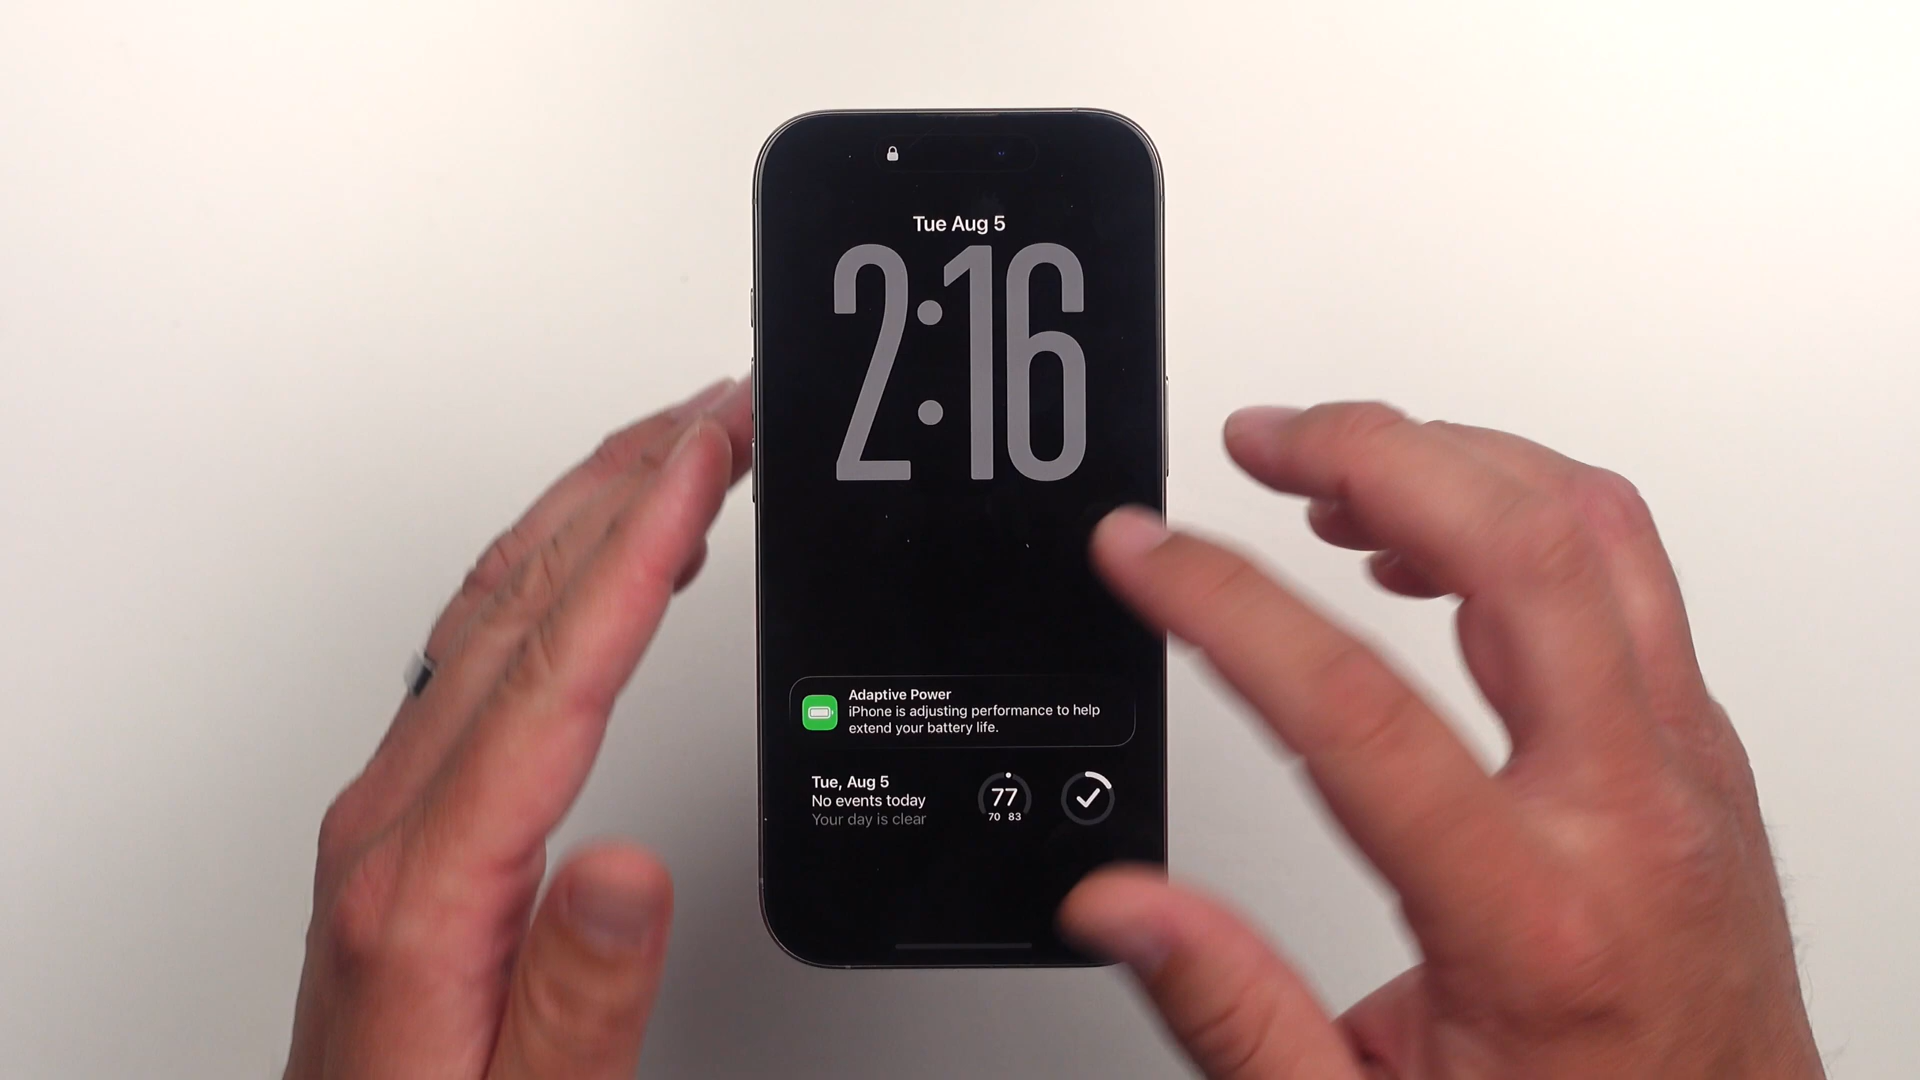 Tue Aug 5
2:16
Adaptive Power
iPhone is adjusting performance to help
extend your battery life.
Tue, Aug 5
No events today
Your day is clear
77
70 83